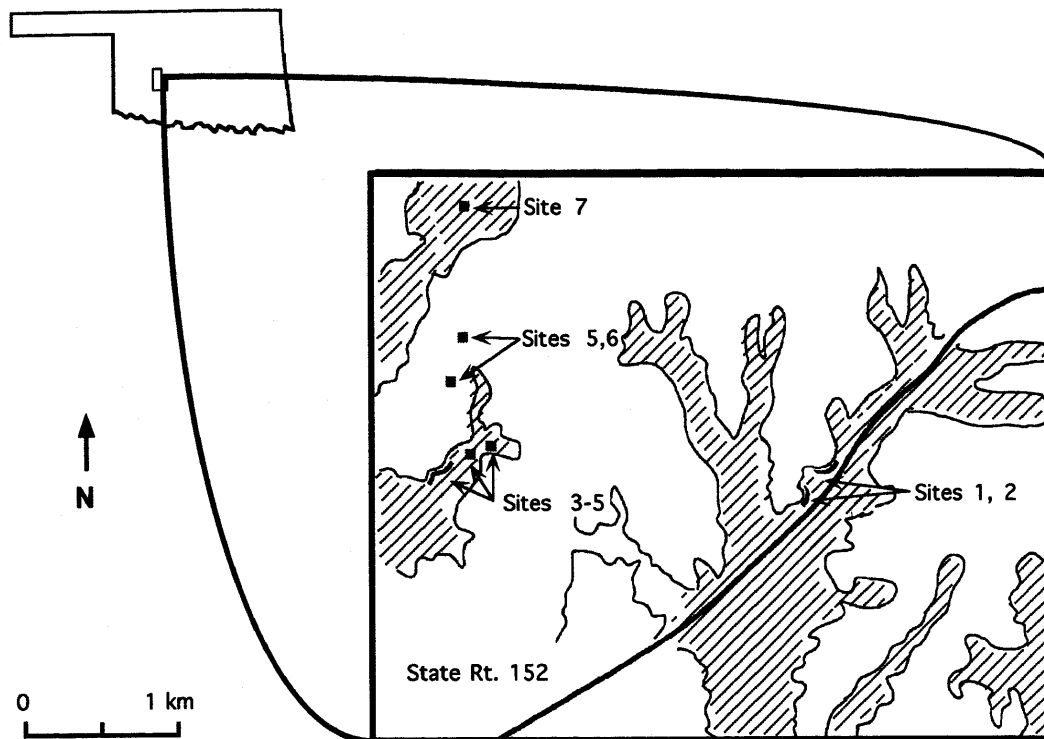 Site 7
Sites 5,6
Sites 3-5
Sites 1, 2
N
State Rt. 152
0 1 km